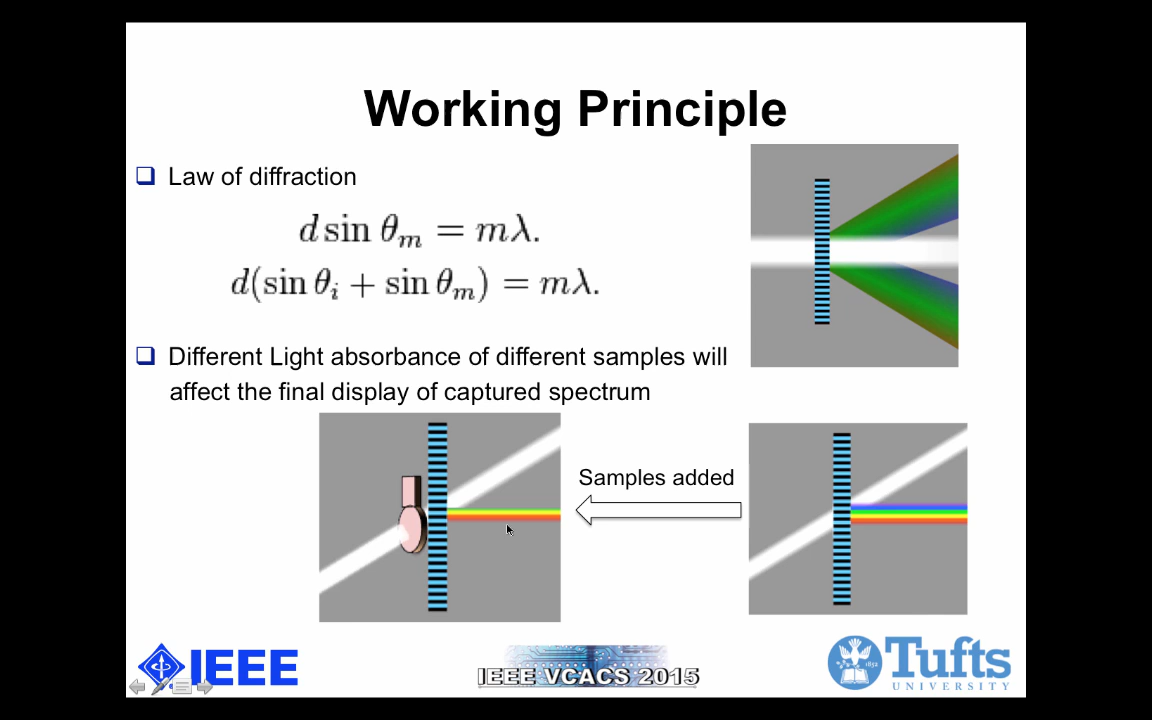 Working Principle
Law of diffraction
d sin θm = mλ.
d(sin θi + sin θm) = mλ.
Different Light absorbance of different samples will
affect the final display of captured spectrum
Samples added
IEEE
IEEE VCACS 2015
1852
Tufts
UNIVERSITY